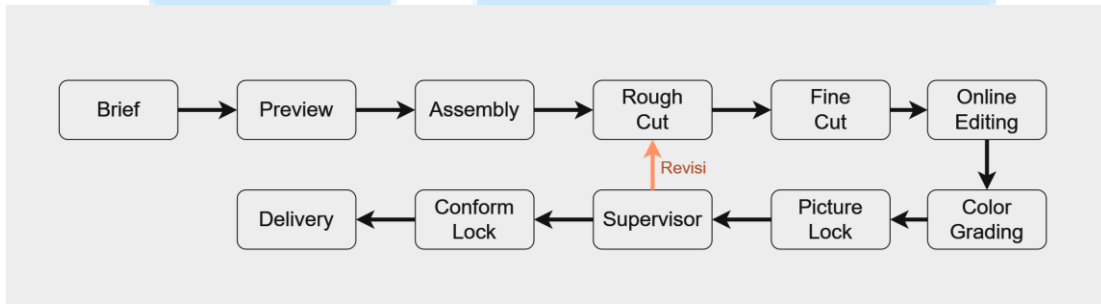 Brief
Preview
Assembly
Rough
Cut
Fine
Cut
Online
Editing
Revisi
Delivery
Conform
Lock
Supervisor
Picture
Lock
Color
Grading